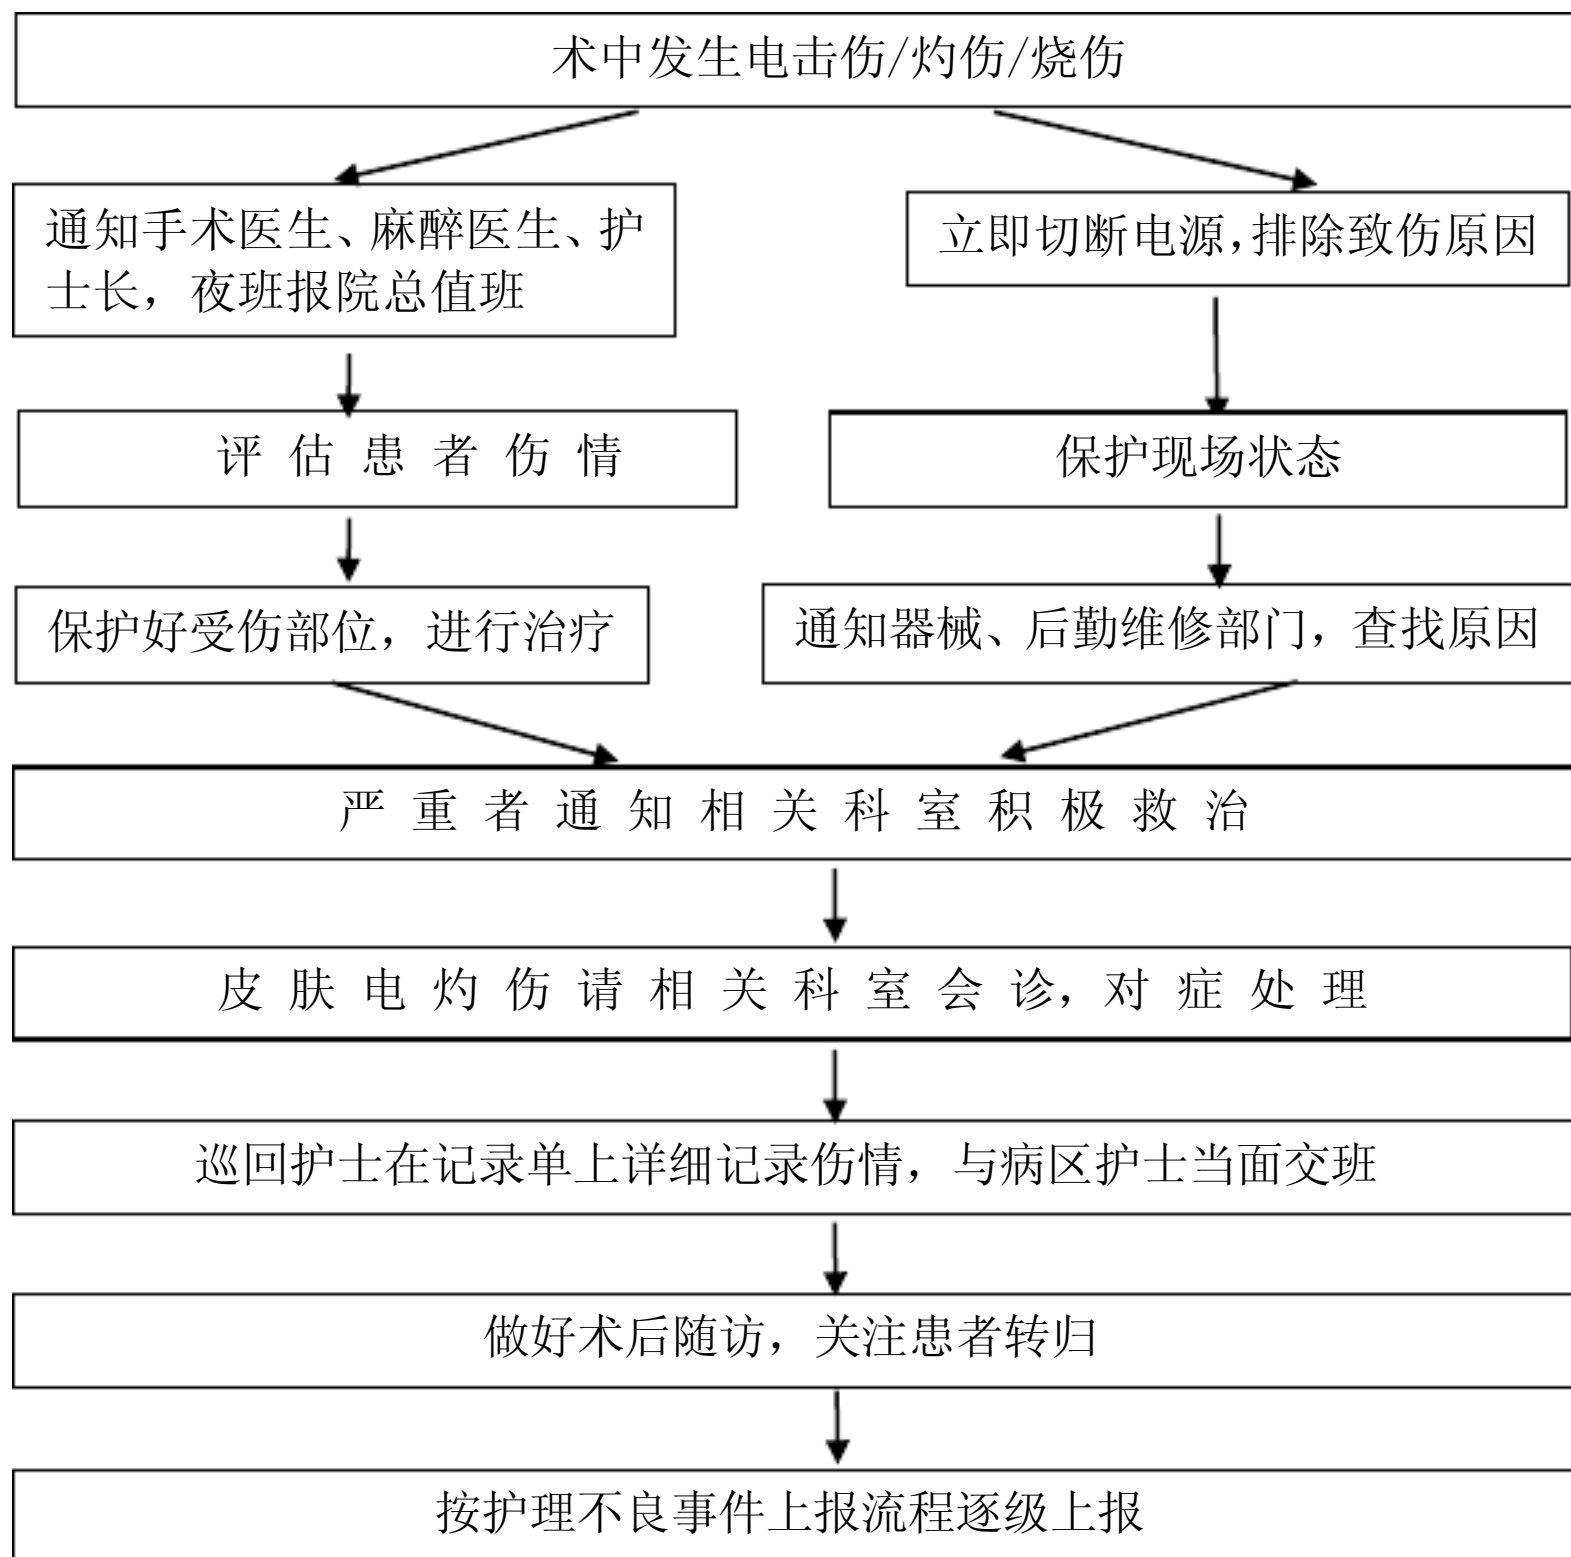 术中发生电击伤/灼伤/烧伤
通知手术医生、麻醉医生、护
士长，夜班报院总值班
立即切断电源,排除致伤原因
评估患者伤情
保护现场状态
保护好受伤部位，进行治疗
通知器械、后勤维修部门，查找原因
严重者通知相关科室积极救治
皮肤电灼伤请相关科室会诊，对症处理
巡回护士在记录单上详细记录伤情，与病区护士当面交班
做好术后随访，关注患者转归
按护理不良事件上报流程逐级上报